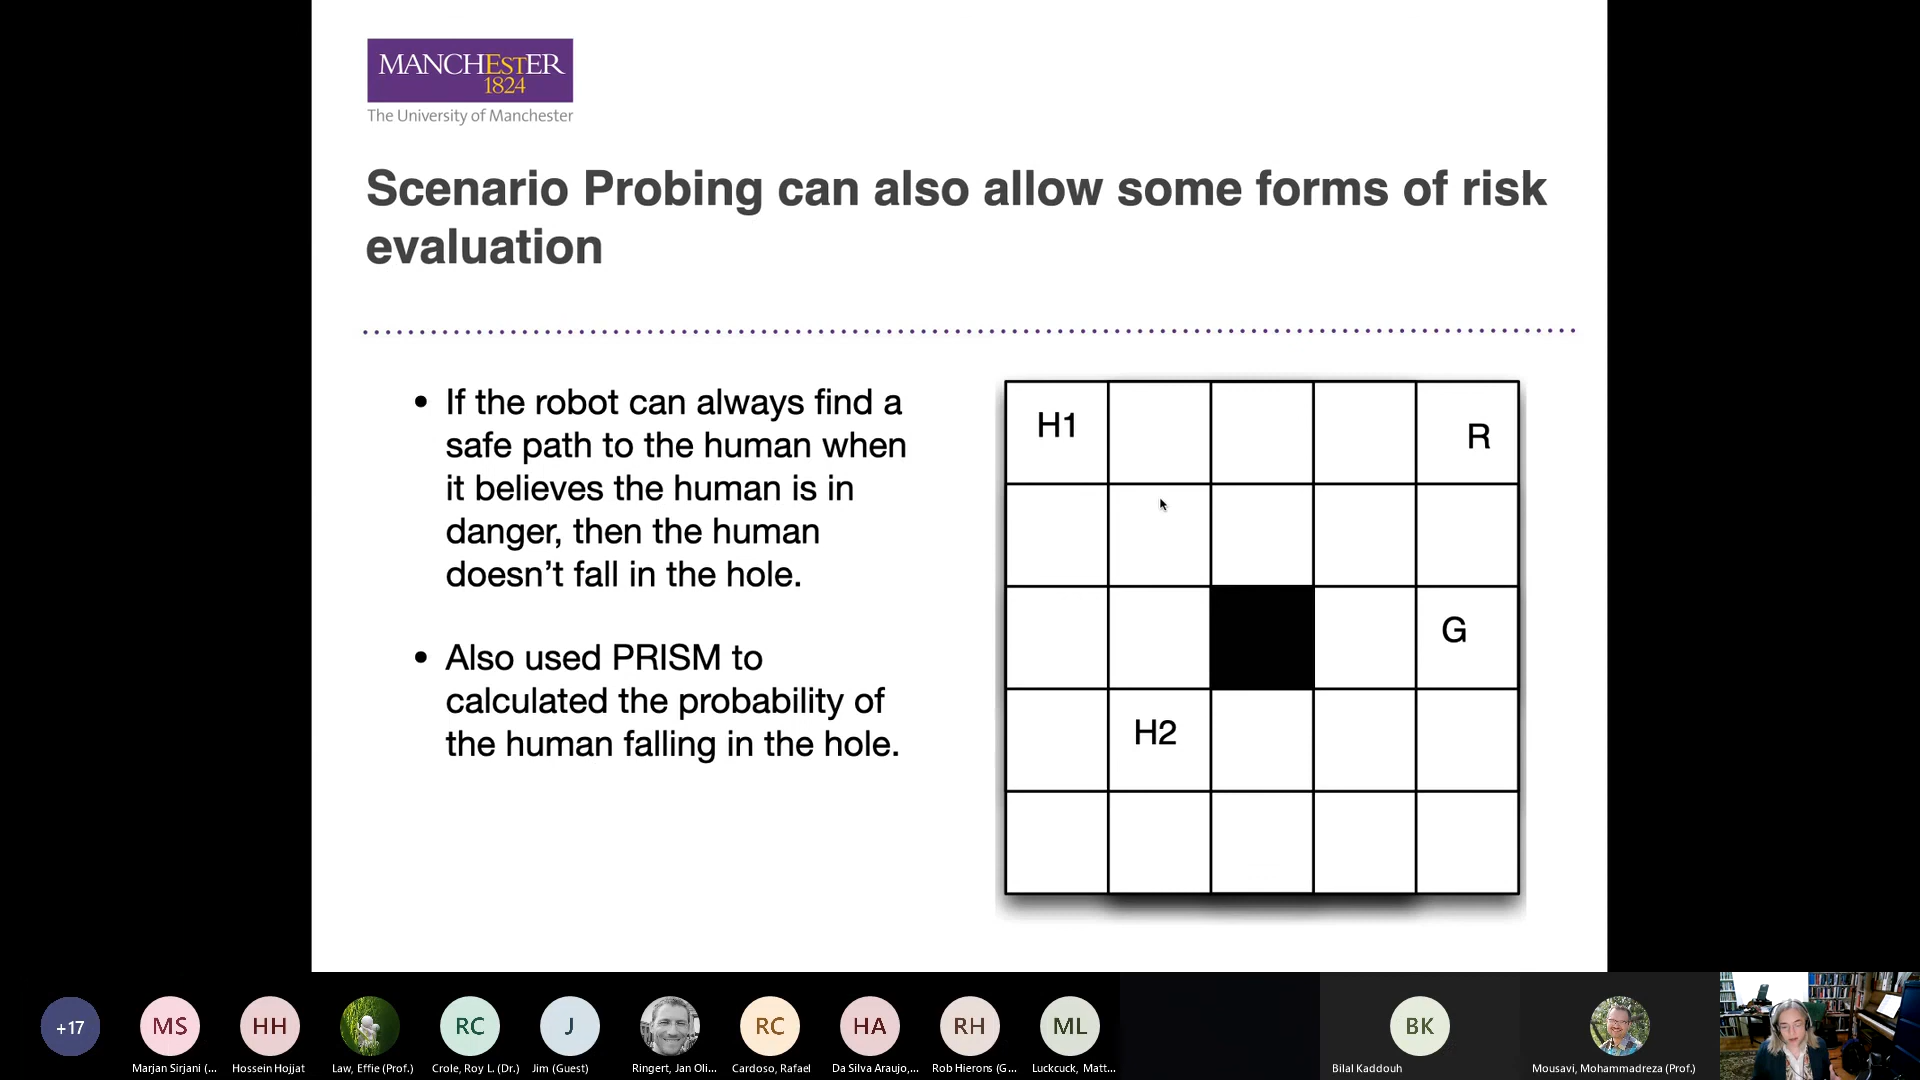 MANCHESTER
1824
The University of Manchester
Scenario Probing can also allow some forms of risk
evaluation
• If the robot can always find a
safe path to the human when
it believes the human is in
danger, then the human
doesn’t fall in the hole.
• Also used PRISM to
calculated the probability of
the human falling in the hole.
H1
R
G
H2
+17
MS
HH
RC
J
RC
HA
RH
ML
BK
Marjan Sirjani (...
Hossein Hojjat
Law, Effie (Prof.)
Crole, Roy L. (Dr.)
Jim (Guest)
Ringert, Jan Oli...
Cardoso, Rafael
Da Silva Araujo,...
Rob Hierons (G...
Luckcuck, Matt...
Bilal Kaddouh
Mousavi, Mohammadreza (Prof.)